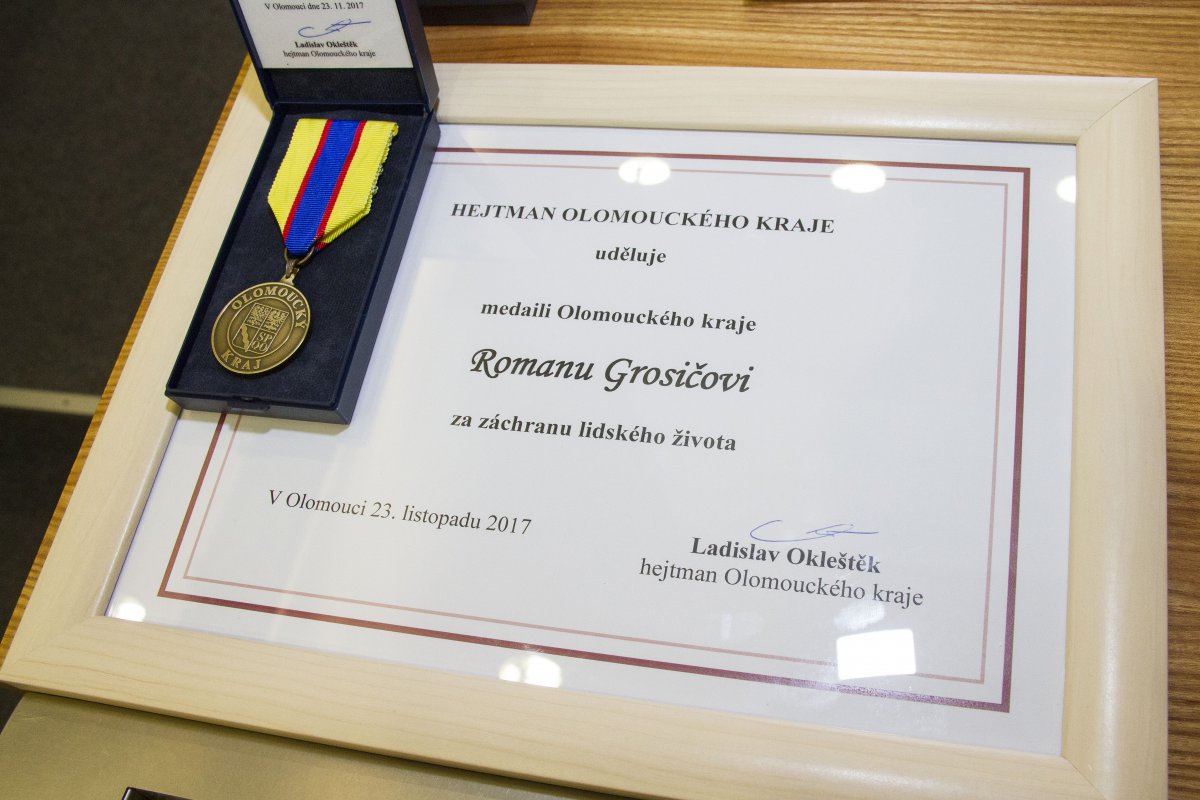 V Olomouci dne 23. 11. 2017
Ladislav Okleštěk
hejtman Olomouckého kraje
OLOMOUCKÝ
KRAJ
HEJTMAN OLOMOUCKÉHO KRAJE
uděluje
medaili Olomouckého kraje
Romanu Grosičovi
za záchranu lidského života
V Olomouci 23. listopadu 2017
Ladislav Okleštěk
hejtman Olomouckého kraje